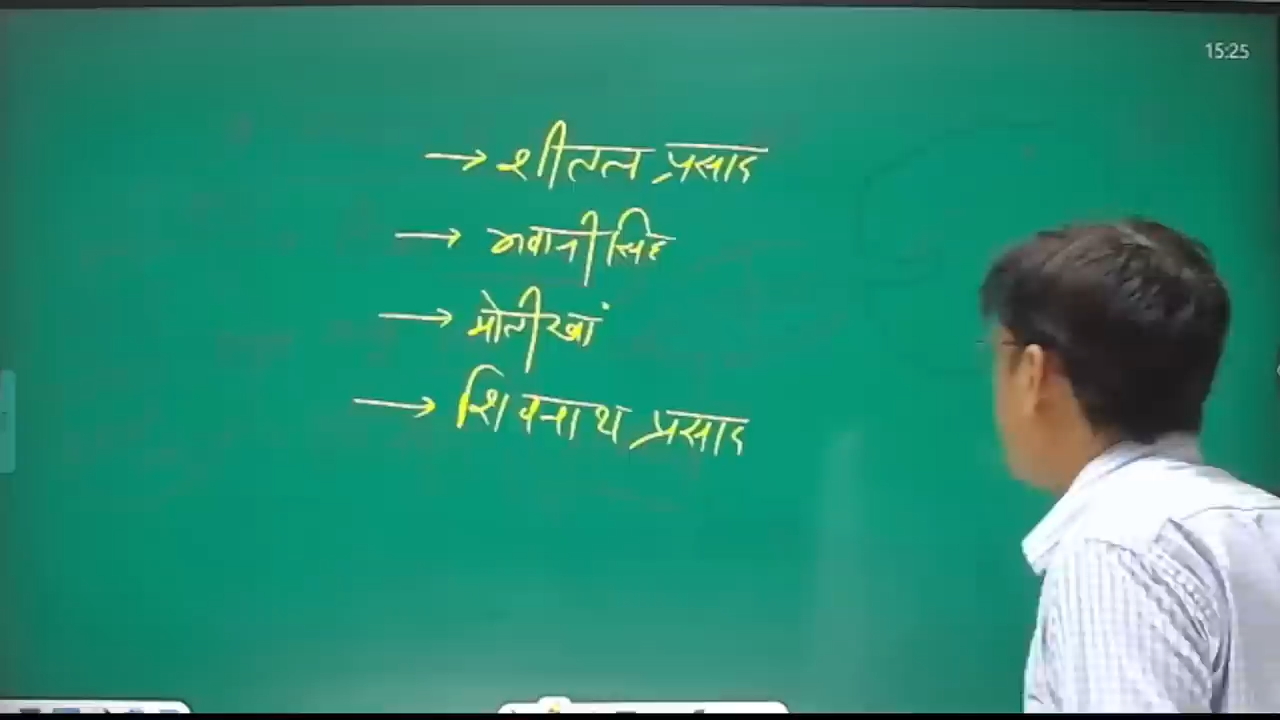 15:25
→ शीतल प्रसाद
→ भवानी सिंह
→ मोतीखां
→ शिवनाथ प्रसाद